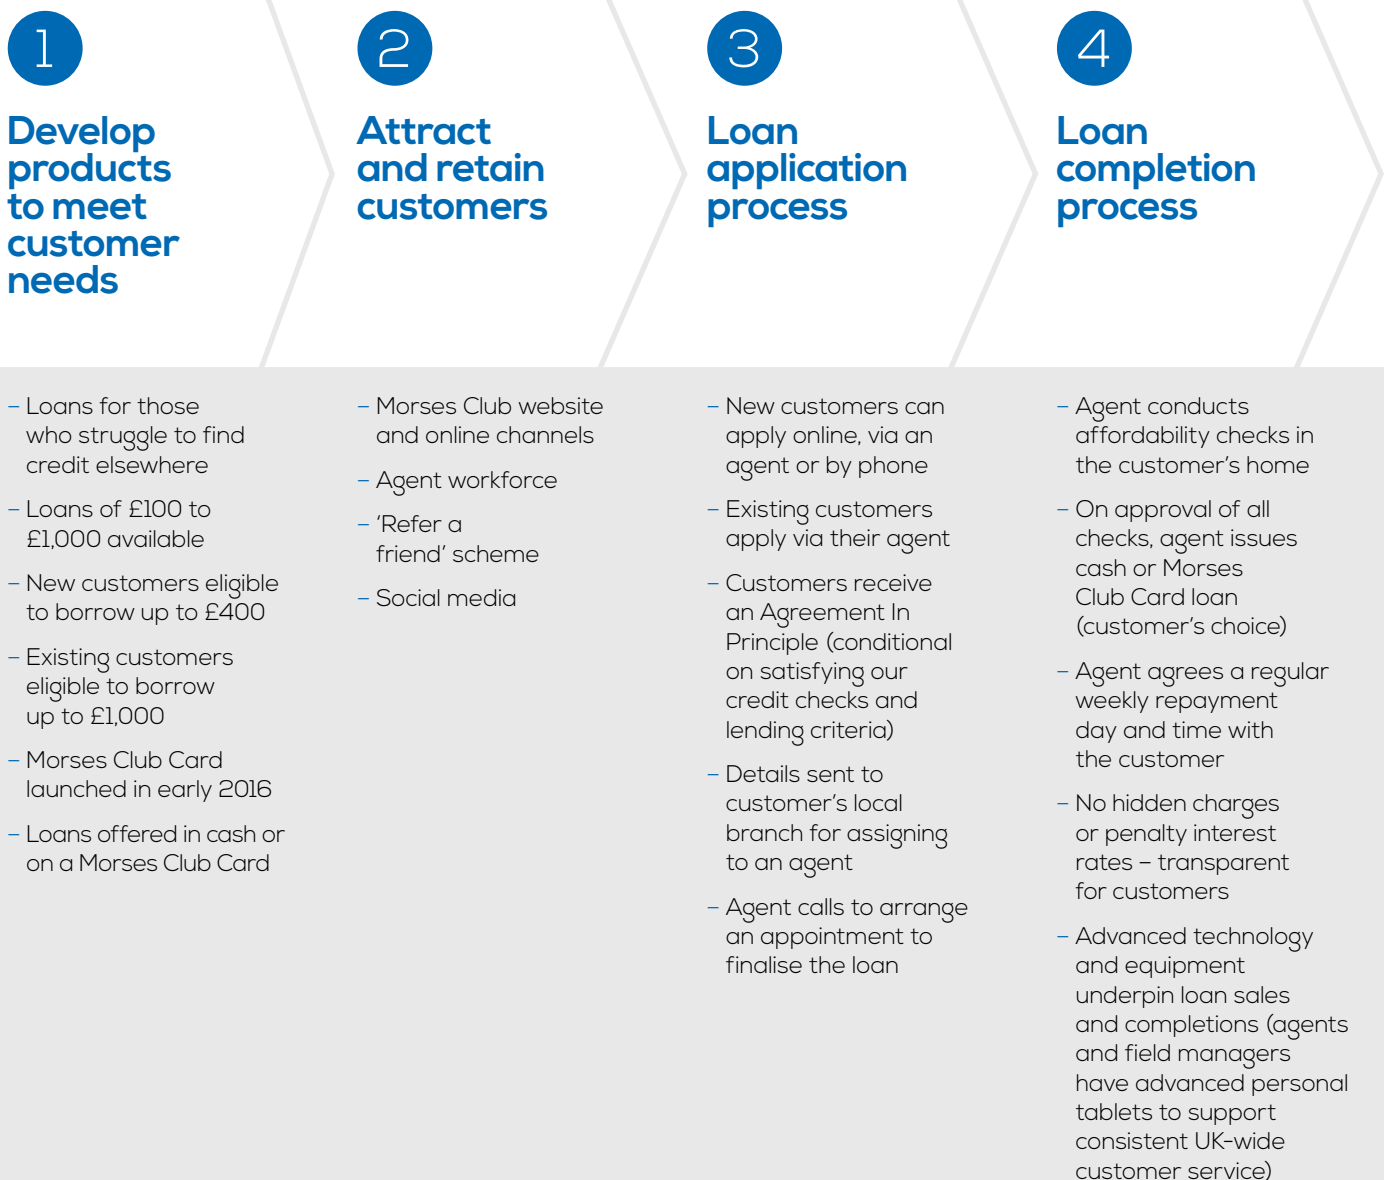 1
Develop
products
to meet
customer
needs
– Loans for those
who struggle to find
credit elsewhere
– Loans of £100 to
£1,000 available
– New customers eligible
to borrow up to £400
– Existing customers
eligible to borrow
up to £1,000
– Morses Club Card
launched in early 2016
– Loans offered in cash or
on a Morses Club Card
2
Attract
and retain
customers
– Morses Club website
and online channels
– Agent workforce
– ‘Refer a
friend’ scheme
– Social media
3
Loan
application
process
– New customers can
apply online, via an
agent or by phone
– Existing customers
apply via their agent
– Customers receive
an Agreement In
Principle (conditional
on satisfying our
credit checks and
lending criteria)
– Details sent to
customer’s local
branch for assigning
to an agent
– Agent calls to arrange
an appointment to
finalise the loan
4
Loan
completion
process
– Agent conducts
affordability checks in
the customer’s home
– On approval of all
checks, agent issues
cash or Morses
Club Card loan
(customer’s choice)
– Agent agrees a regular
weekly repayment
day and time with
the customer
– No hidden charges
or penalty interest
rates – transparent
for customers
– Advanced technology
and equipment
underpin loan sales
and completions (agents
and field managers
have advanced personal
tablets to support
consistent UK-wide
customer service)